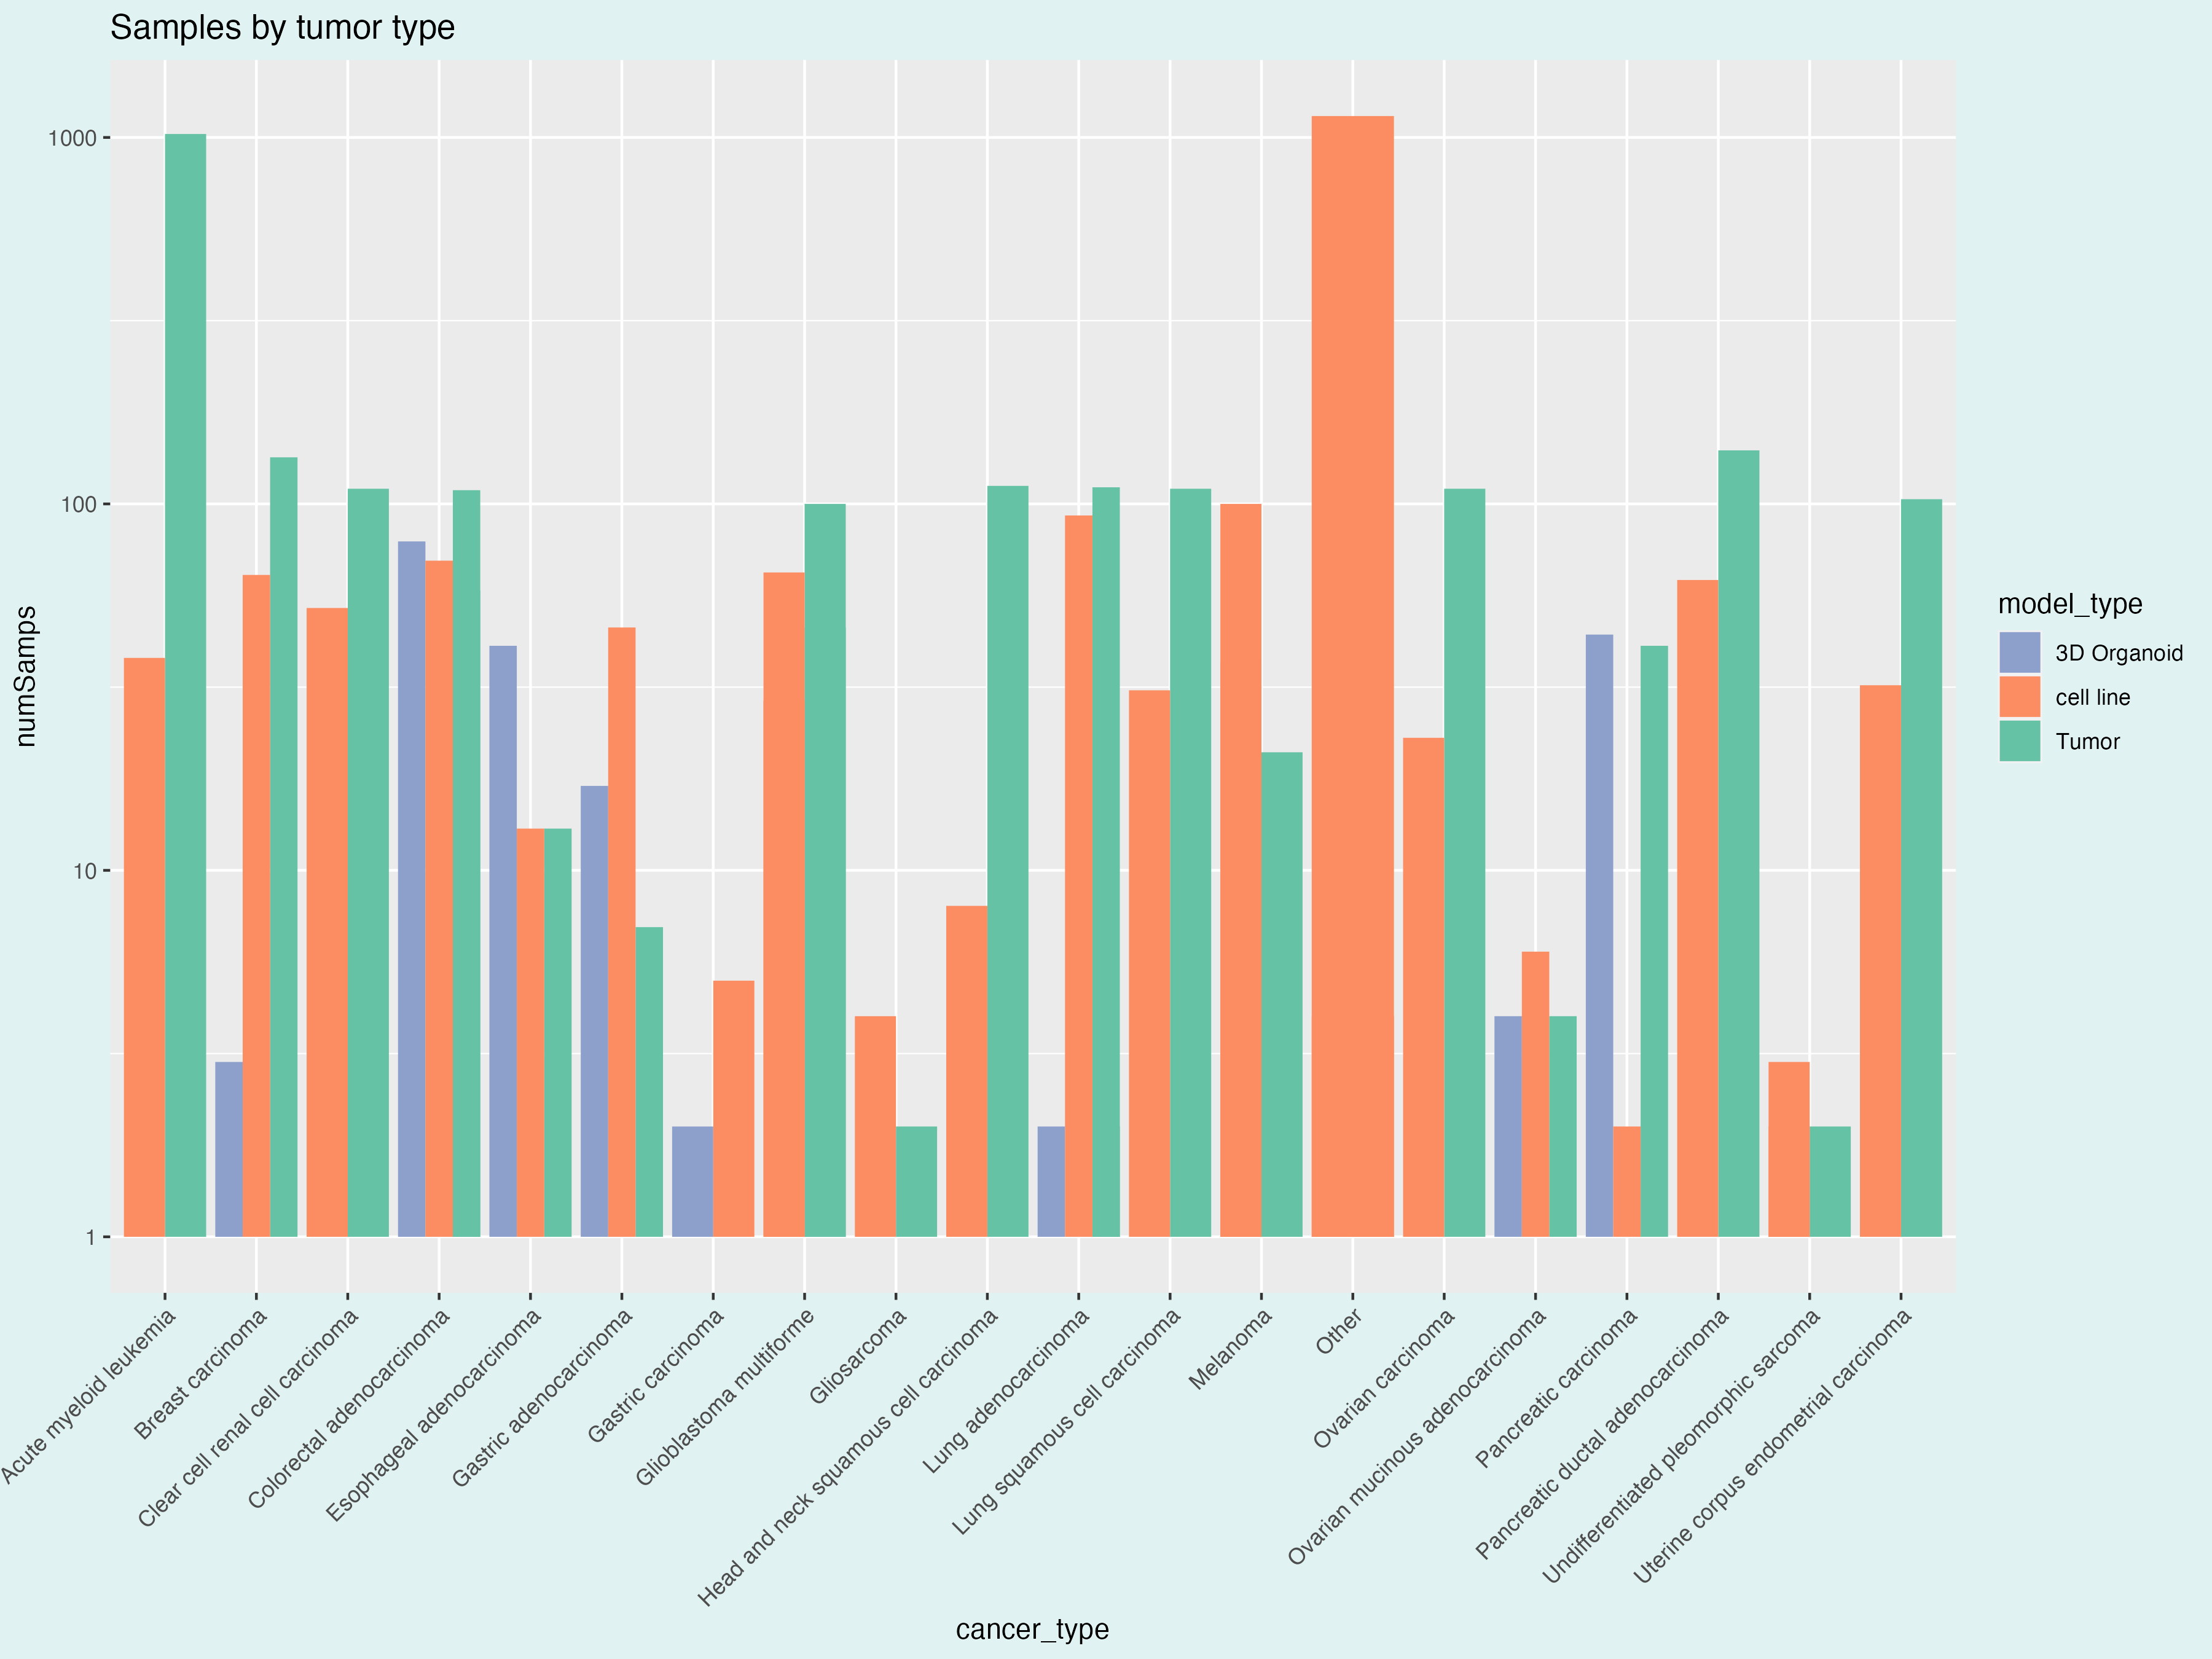 Samples by tumor type
numSamps
1000
100
10
1
Acute myeloid leukemia
Breast carcinoma
Clear cell renal cell carcinoma
Colorectal adenocarcinoma
Esophageal adenocarcinoma
Gastric adenocarcinoma
Gastric carcinoma
Glioblastoma multiforme
Gliosarcoma
Head and neck squamous cell carcinoma
Lung adenocarcinoma
Lung squamous cell carcinoma
Melanoma
Other
Ovarian carcinoma
Ovarian mucinous adenocarcinoma
Pancreatic carcinoma
Pancreatic ductal adenocarcinoma
Undifferentiated pleomorphic sarcoma
Uterine corpus endometrial carcinoma
cancer_type
model_type
3D Organoid
cell line
Tumor